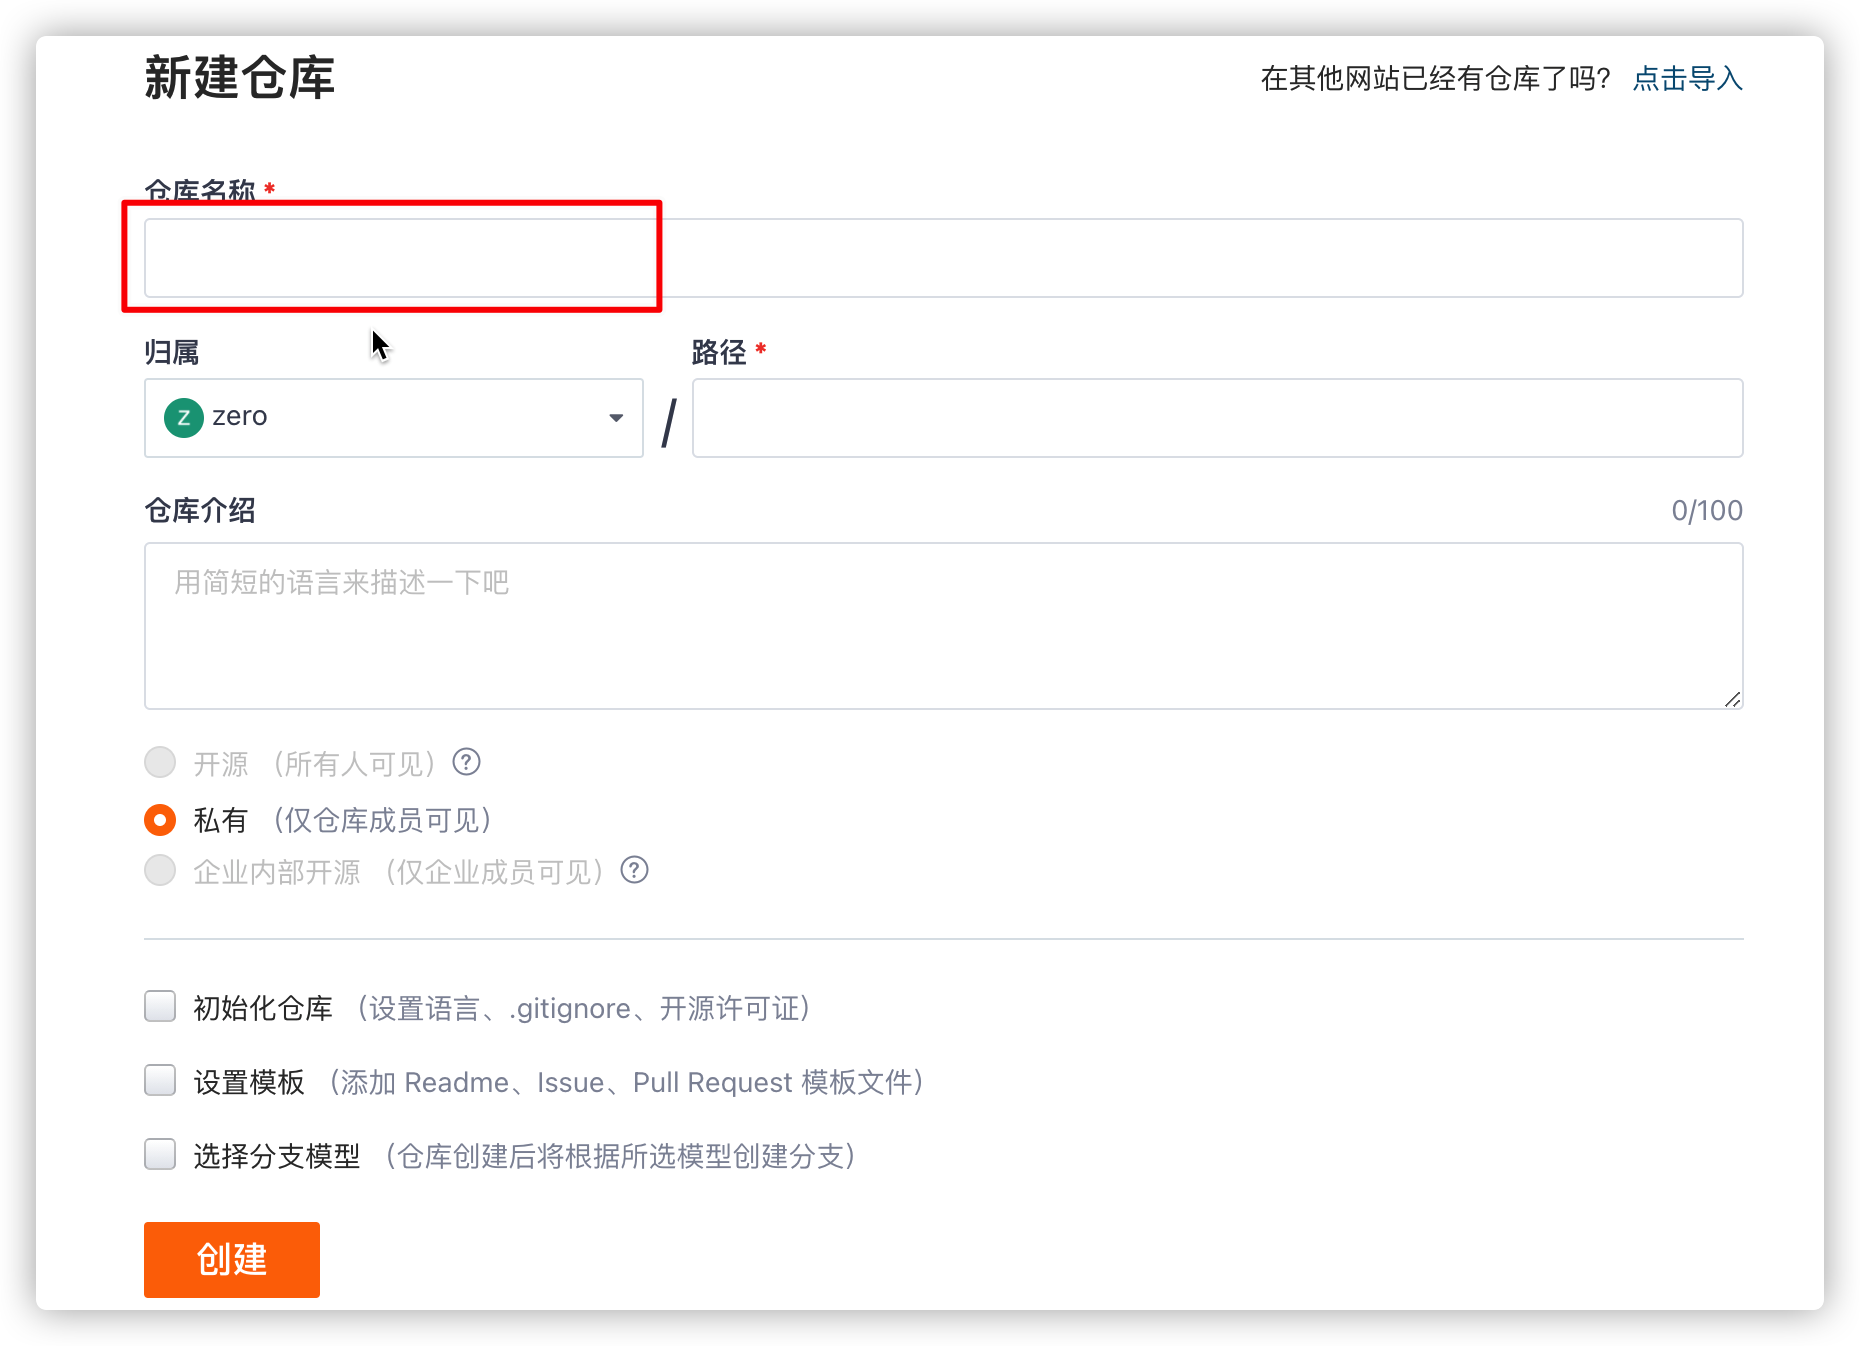 新建仓库
在其他网站已经有仓库了吗? 点击导入
仓库名称 *
归属
路径 *
Z zero
/
仓库介绍
0/100
用简短的语言来描述一下吧
开源 (所有人可见) ?
私有 (仅仓库成员可见)
企业内部开源 (仅企业成员可见) ?
初始化仓库 (设置语言、.gitignore、开源许可证)
设置模板 (添加 Readme、Issue、Pull Request 模板文件)
选择分支模型 (仓库创建后将根据所选模型创建分支)
创建